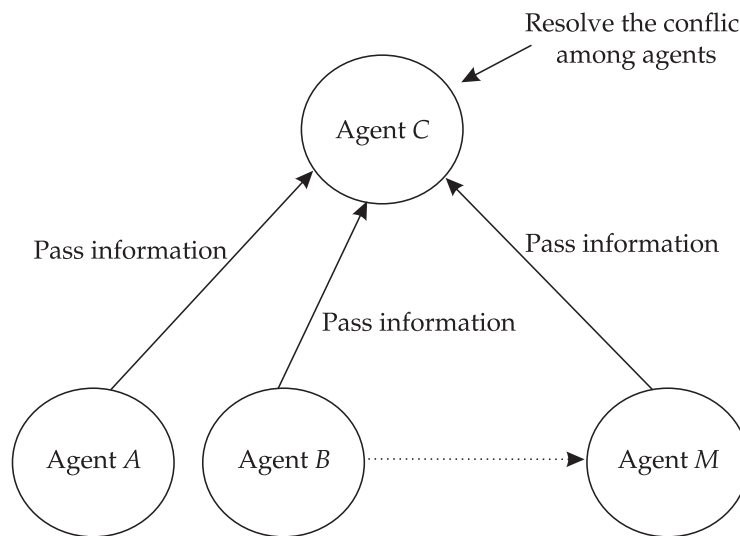 Resolve the conflic
among agents
Agent C
Pass information
Pass information
Pass information
Agent A
Agent B
Agent M